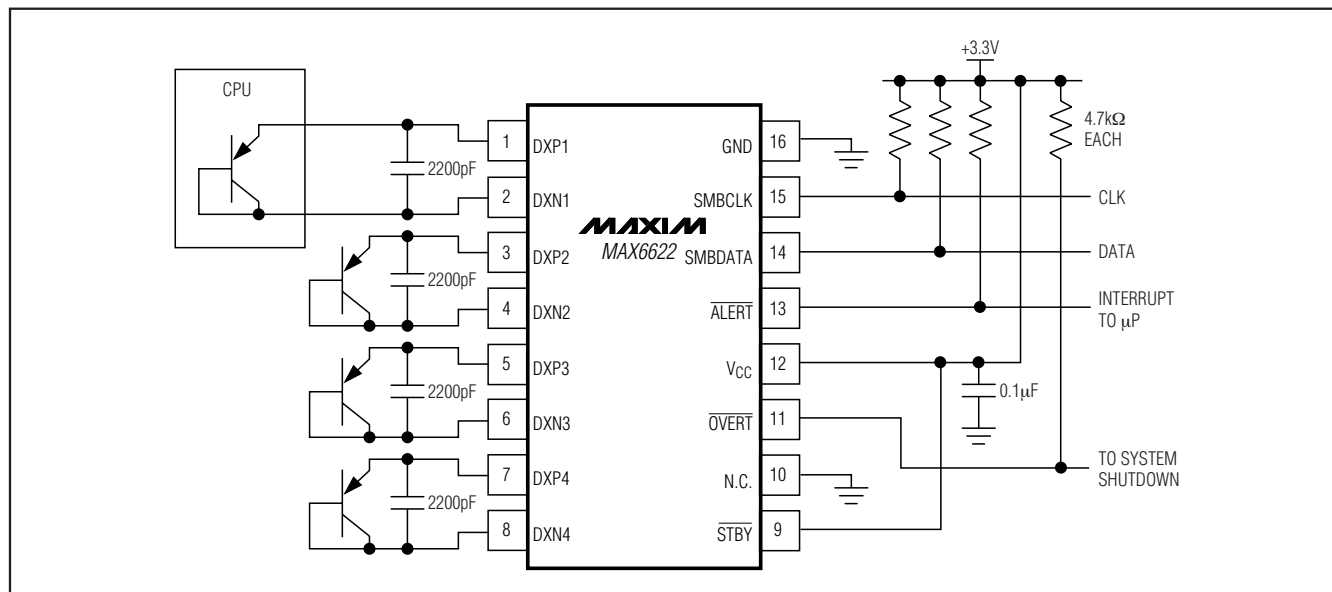 +3.3V
CPU
4.7kΩ
EACH
1
DXP1
GND
16
2200pF
2
DXN1
SMBCLK
15
CLK
MAXIM
MAX6622
3
DXP2
SMBDATA
14
DATA
2200pF
4
DXN2
ALERT
13
INTERRUPT
TO μP
5
DXP3
VCC
12
2200pF
0.1μF
6
DXN3
OVERT
11
7
DXP4
N.C.
10
TO SYSTEM
SHUTDOWN
2200pF
8
DXN4
STBY
9